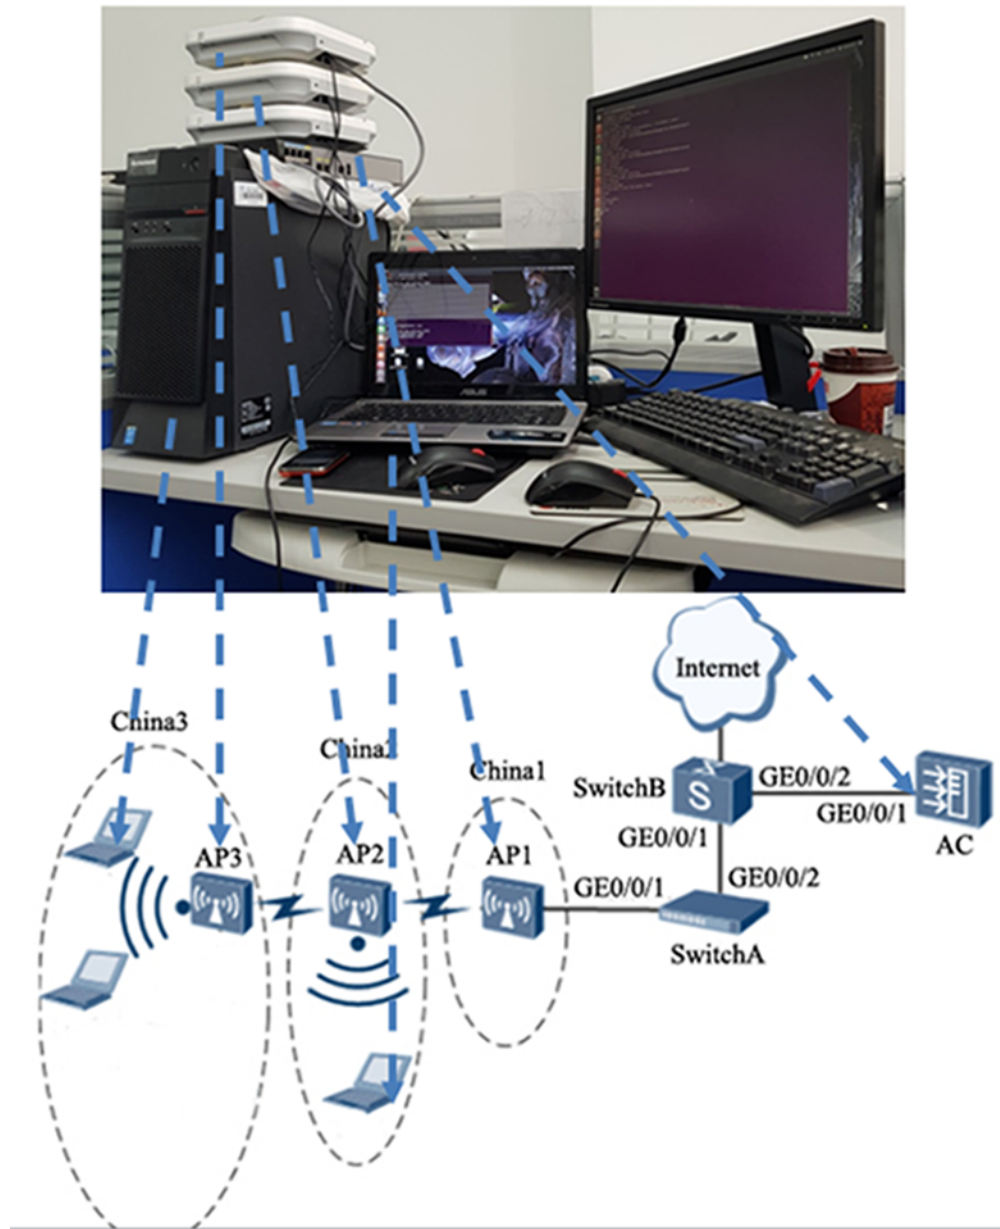 ASUS
Internet
China3
China2
China1
SwitchB
GE0/0/2
GE0/0/1
AC
GE0/0/1
AP3
AP2
AP1
GE0/0/1
GE0/0/2
SwitchA